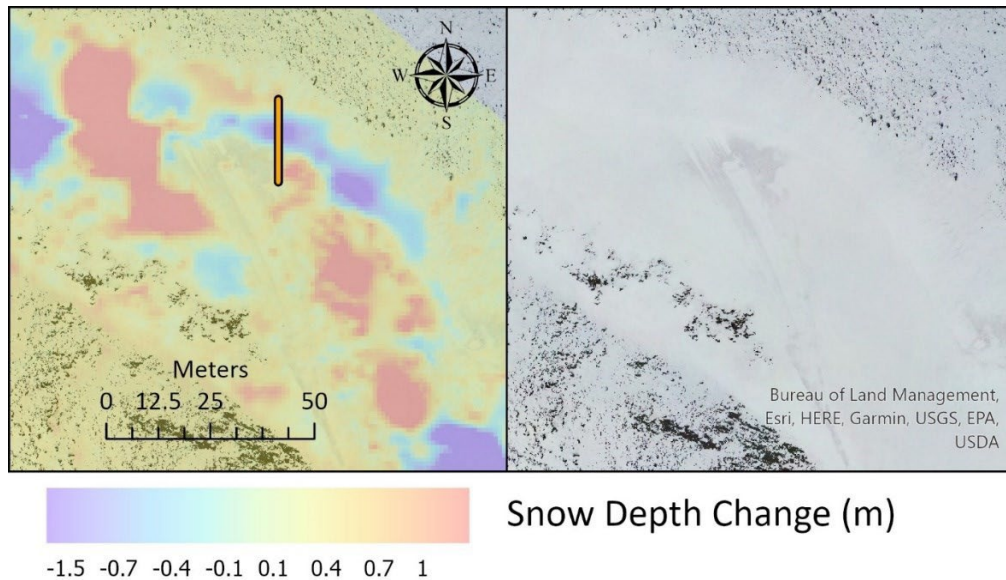 N
W E
S
Meters
0 12.5 25 50
Bureau of Land Management,
Esri, HERE, Garmin, USGS, EPA,
USDA
Snow Depth Change (m)
-1.5 -0.7 -0.4 -0.1 0.1 0.4 0.7 1